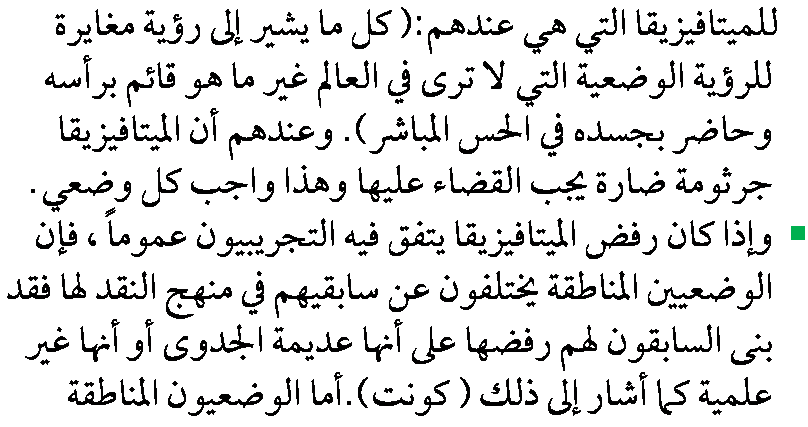 للميتافيزيقا التي هي عندهم:( كل ما يشير إلى رؤية مغايرة
للرؤية الوضعية التي لا ترى في العالم غير ما هو قائم برأسه
وحاضر بجسده في الحس المباشر). وعندهم أن الميتافيزيقا
جرثومة ضارة يجب القضاء عليها وهذا واجب كل وضعي.
وإذا كان رفض الميتافيزيقا يتفق فيه التجريبيون عموماً ، فإن
الوضعيين المناطقة يختلفون عن سابقيهم في منهج النقد لها فقد
بنى السابقون لهم رفضها على أنها عديمة الجدوى أو أنها غير
علمية كما أشار إلى ذلك ( كونت).أما الوضعيون المناطقة